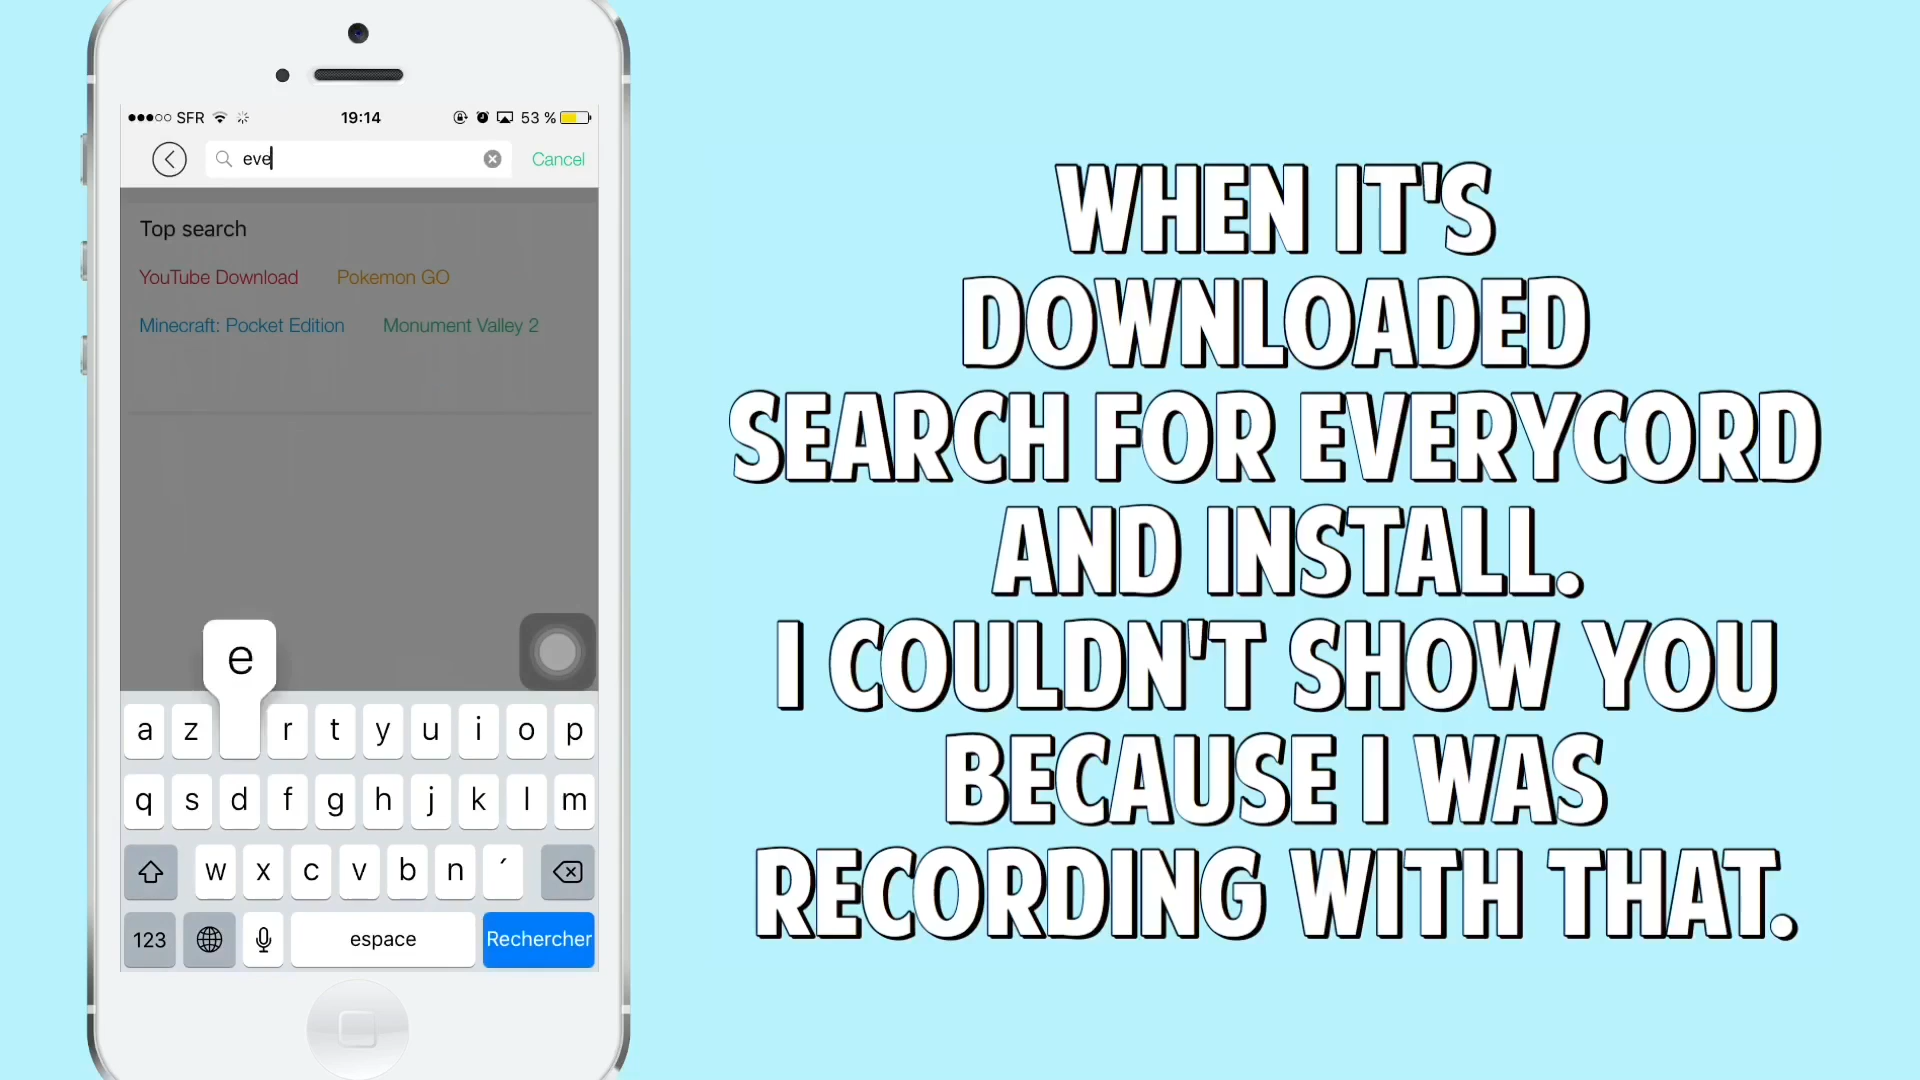 SFR 19:14 53 %
eve Cancel
Top search
YouTube Download Pokemon GO
Minecraft: Pocket Edition Monument Valley 2
e
a z r t y u i o p
q s d f g h j k l m
w x c v b n ´
123 espace Rechercher
WHEN IT'S
DOWNLOADED
SEARCH FOR EVERYCORD
AND INSTALL.
I COULDN'T SHOW YOU
BECAUSE I WAS
RECORDING WITH THAT.